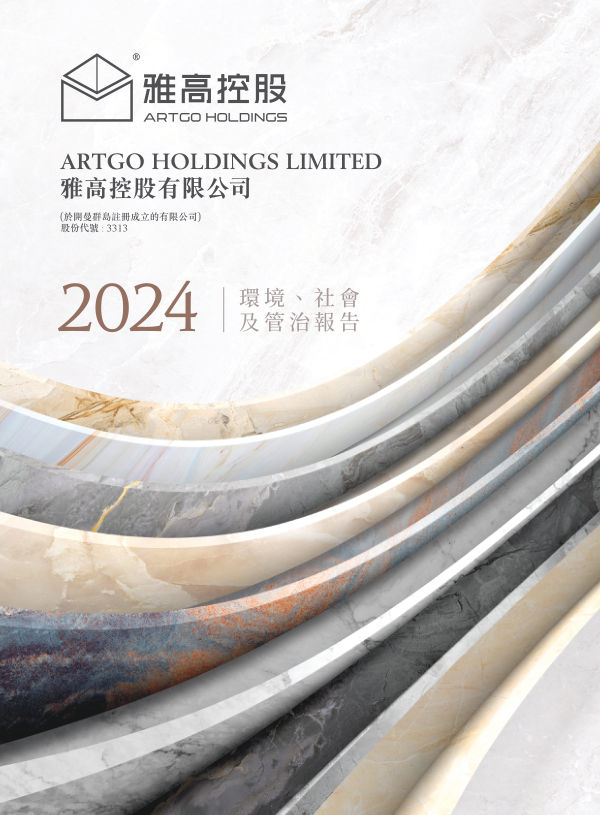 ®
雅高控股
ARTGO HOLDINGS
ARTGO HOLDINGS LIMITED
雅高控股有限公司
(於開曼群島註冊成立的有限公司)
股份代號 : 3313
2024
環境、社會
及管治報告